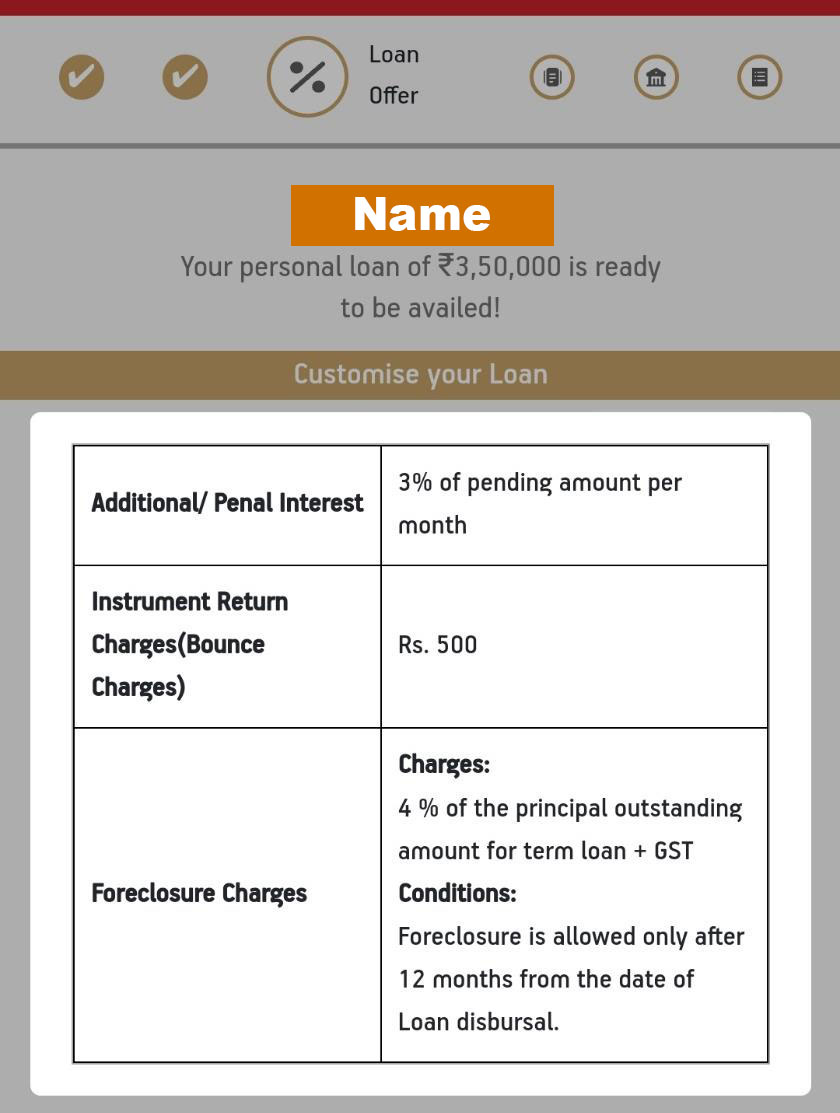 Loan
Offer
Name
Your personal loan of ₹3,50,000 is ready
to be availed!
Customise your Loan
Additional/ Penal Interest
3% of pending amount per
month
Instrument Return
Charges(Bounce
Charges)
Rs. 500
Foreclosure Charges
Charges:
4 % of the principal outstanding
amount for term loan + GST
Conditions:
Foreclosure is allowed only after
12 months from the date of
Loan disbursal.